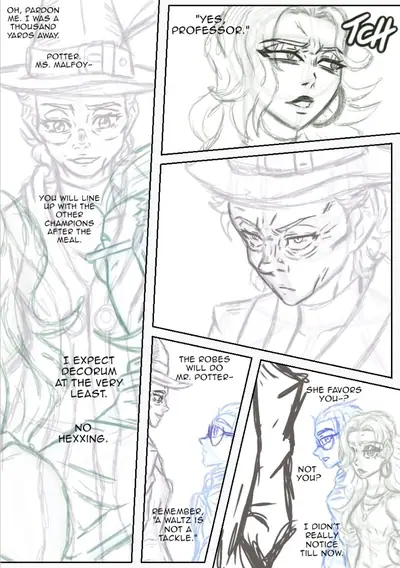 OH, PARDON
ME. I WAS A
THOUSAND
YARDS AWAY.
POTTER.
MS. MALFOY-
YOU WILL LINE
UP WITH THE
OTHER
CHAMPIONS
AFTER THE
MEAL.
I EXPECT
DECORUM
AT THE VERY
LEAST.
NO
HEXXING.
"YES,
PROFESSOR."
TCH
THE ROBES
WILL DO
MR. POTTER-
REMEMBER,
"A WALTZ IS
NOT A
TACKLE."
SHE FAVORS
YOU-?
NOT
YOU?
I DIDN'T
REALLY
NOTICE
TILL NOW.